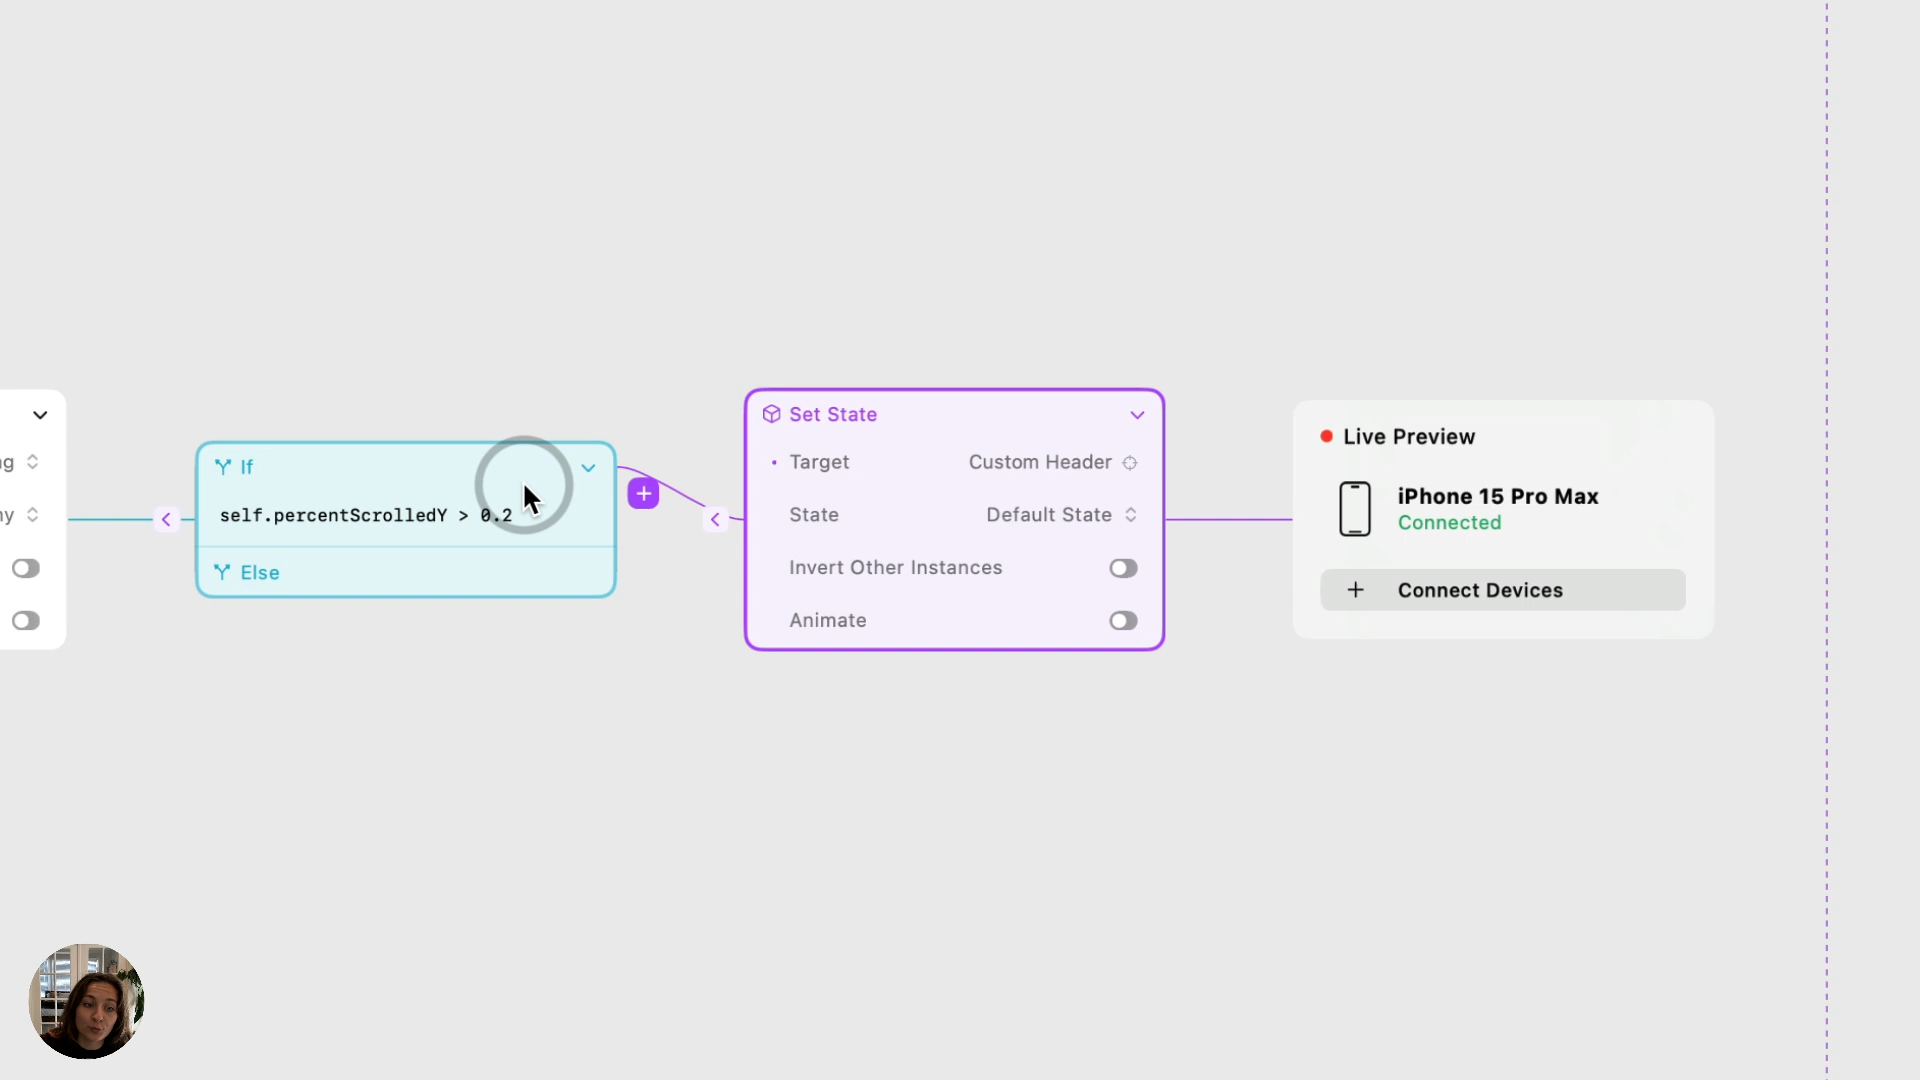 If
self.percentScrolledY > 0.2
Else
Set State
Target
Custom Header
State
Default State
Invert Other Instances
Animate
Live Preview
iPhone 15 Pro Max
Connected
+ Connect Devices